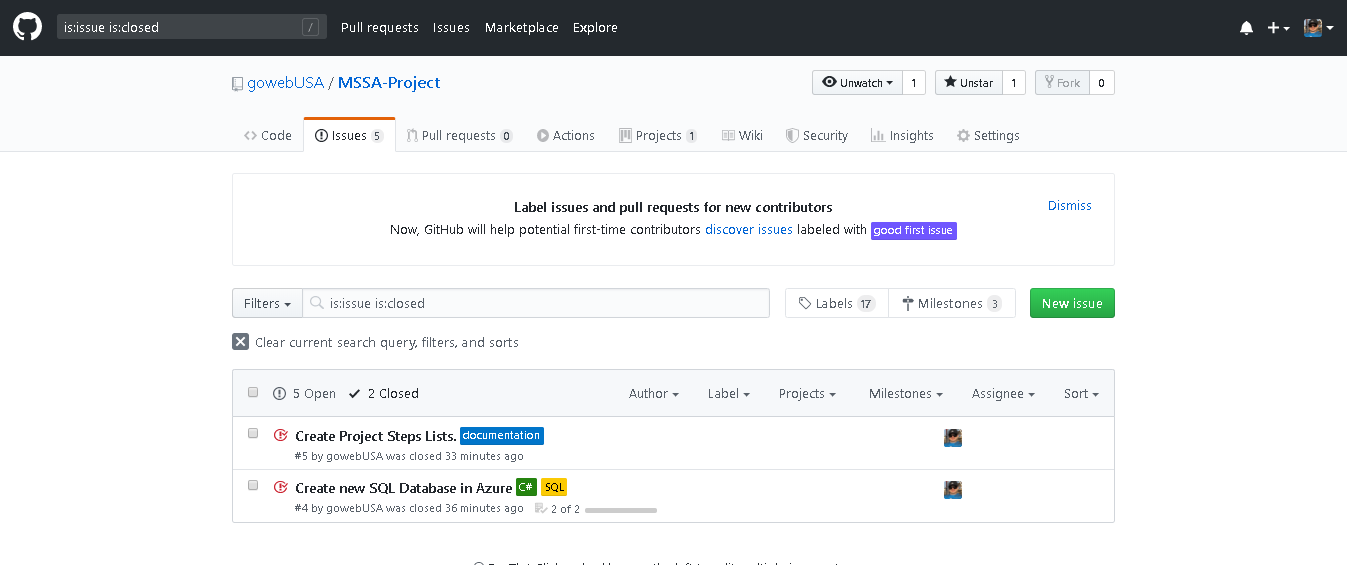 is:issue is:closed / Pull requests Issues Marketplace Explore
gowebUSA / MSSA-Project Unwatch 1 Unstar 1 Fork 0
Code Issues 5 Pull requests 0 Actions Projects 1 Wiki Security Insights Settings
Label issues and pull requests for new contributors Dismiss
Now, GitHub will help potential first-time contributors discover issues labeled with good first issue
Filters is:issue is:closed Labels 17 Milestones 3 New issue
Clear current search query, filters, and sorts
5 Open 2 Closed Author Label Projects Milestones Assignee Sort
Create Project Steps Lists. documentation
#5 by gowebUSA was closed 33 minutes ago
Create new SQL Database in Azure C# SQL
#4 by gowebUSA was closed 36 minutes ago 2 of 2